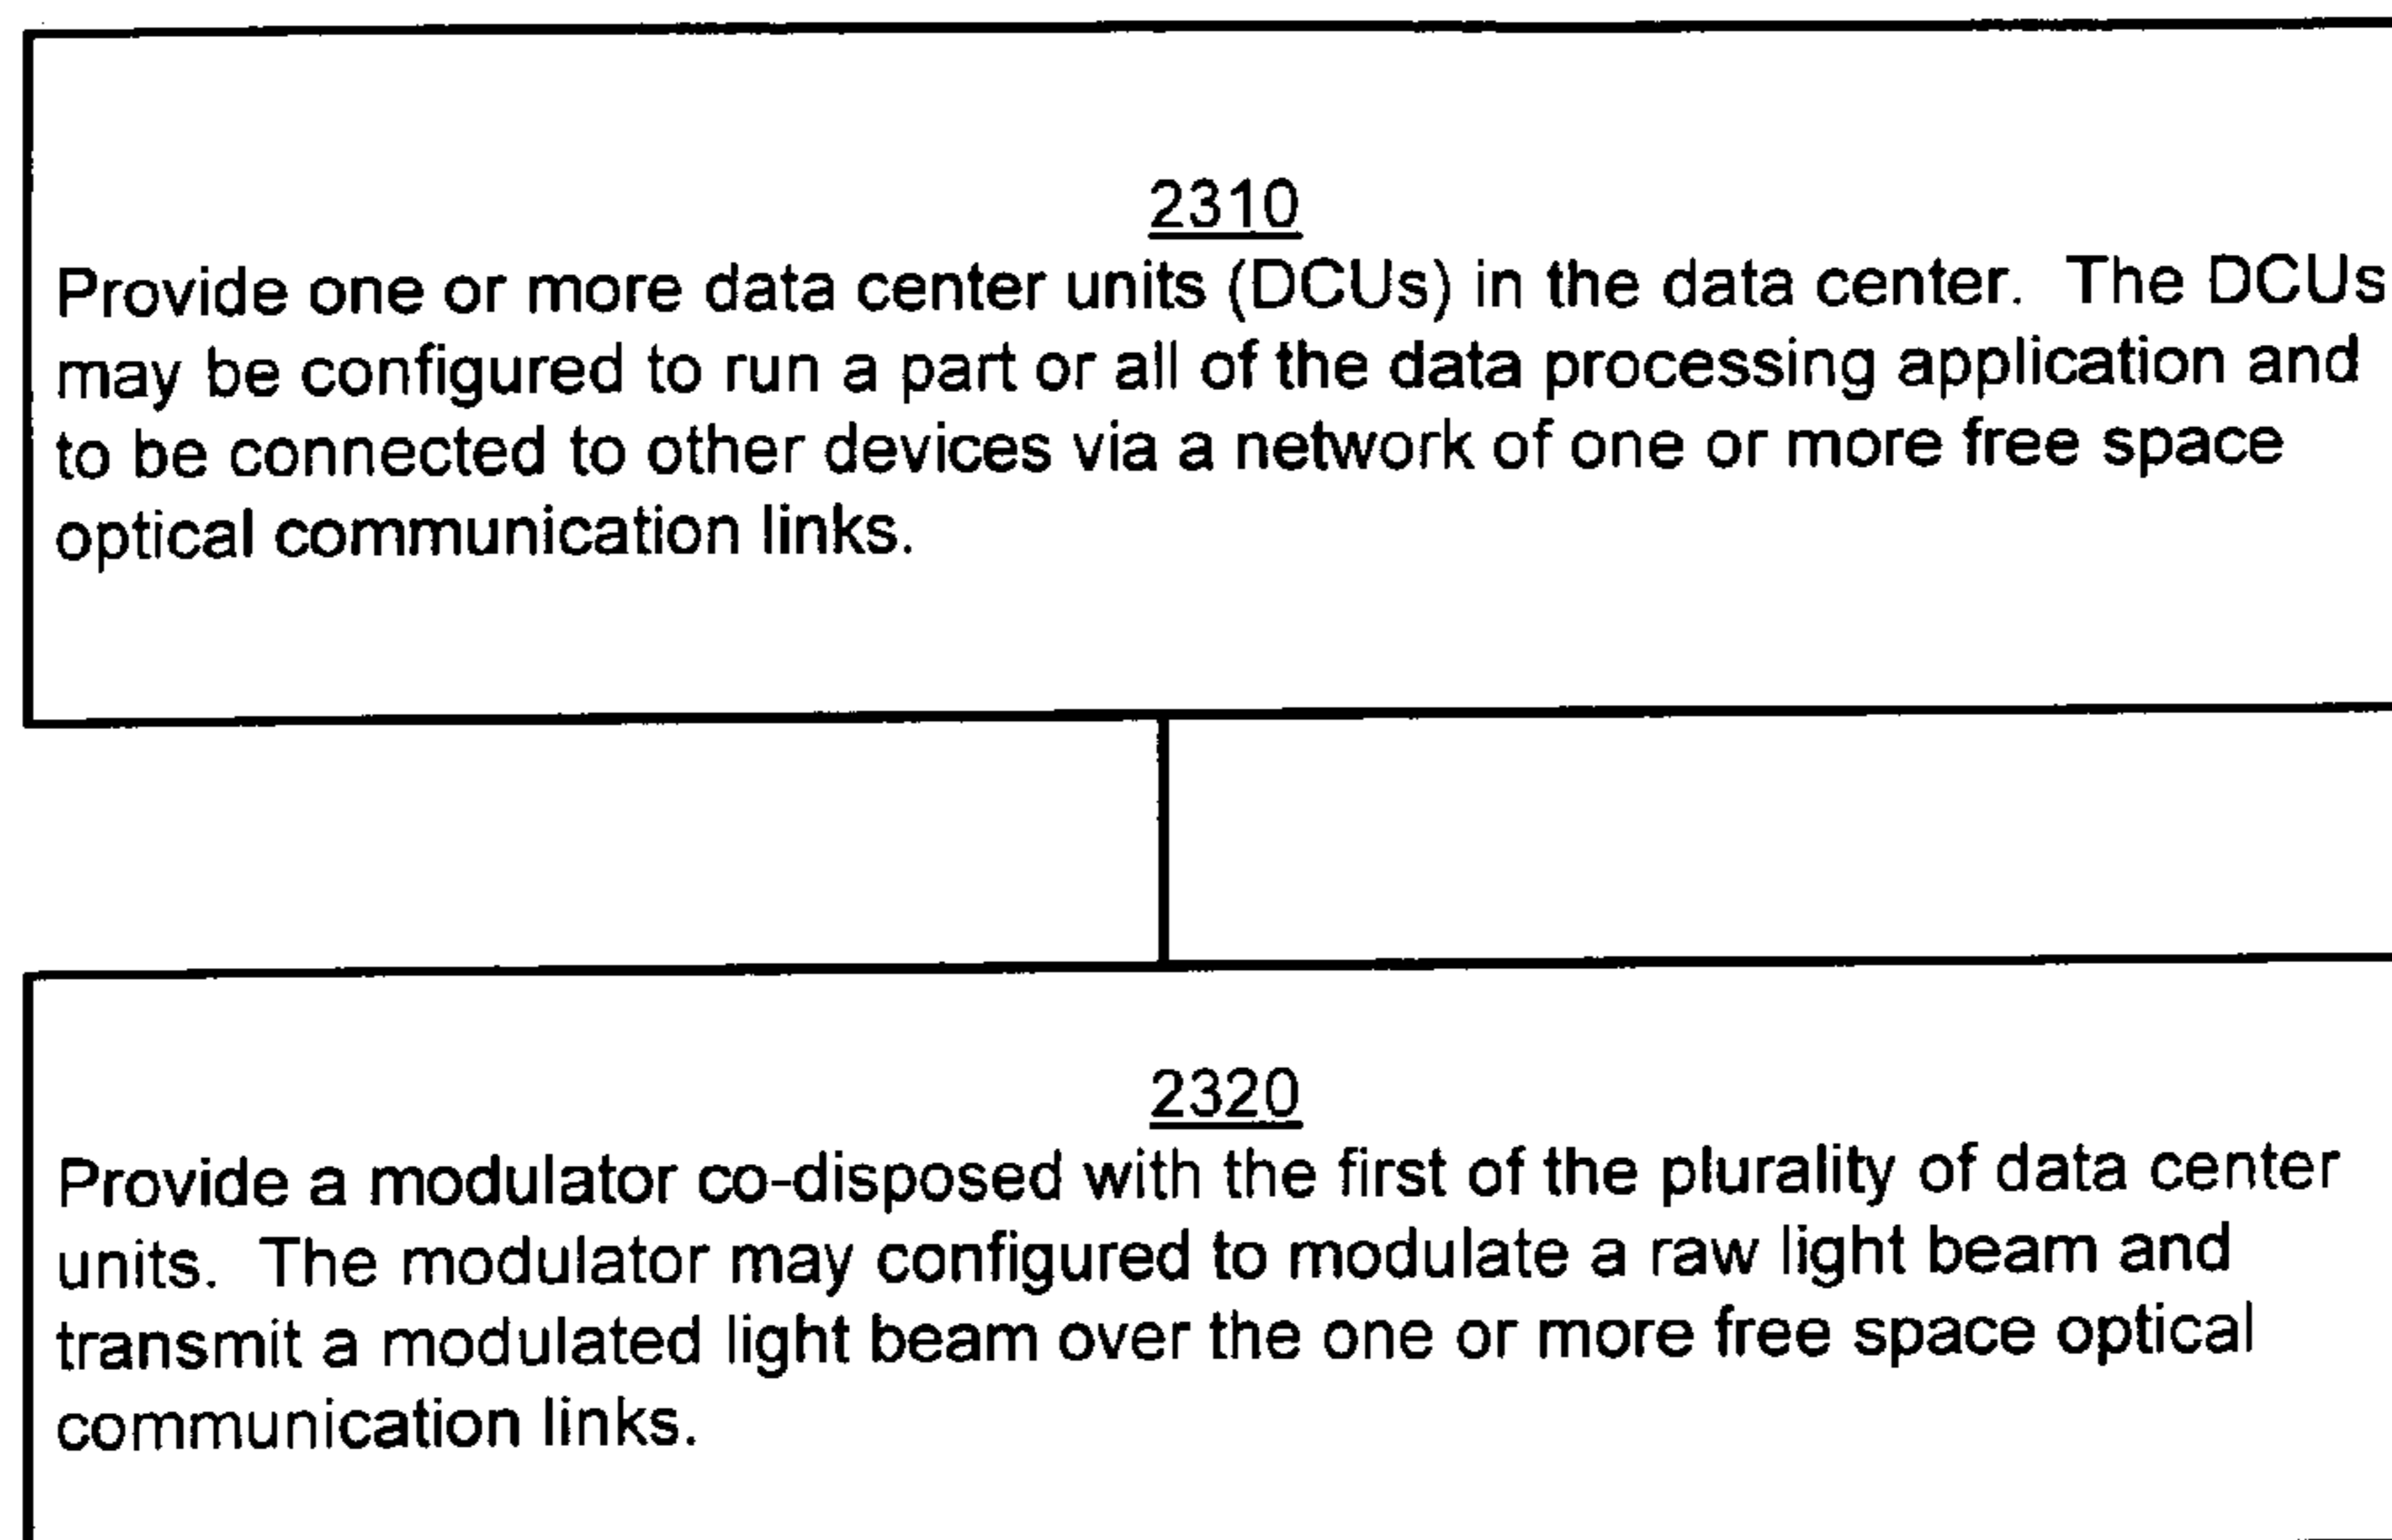 2310
Provide one or more data center units (DCUs) in the data center. The DCUs
may be configured to run a part or all of the data processing application and
to be connected to other devices via a network of one or more free space
optical communication links.
2320
Provide a modulator co-disposed with the first of the plurality of data center
units. The modulator may configured to modulate a raw light beam and
transmit a modulated light beam over the one or more free space optical
communication links.